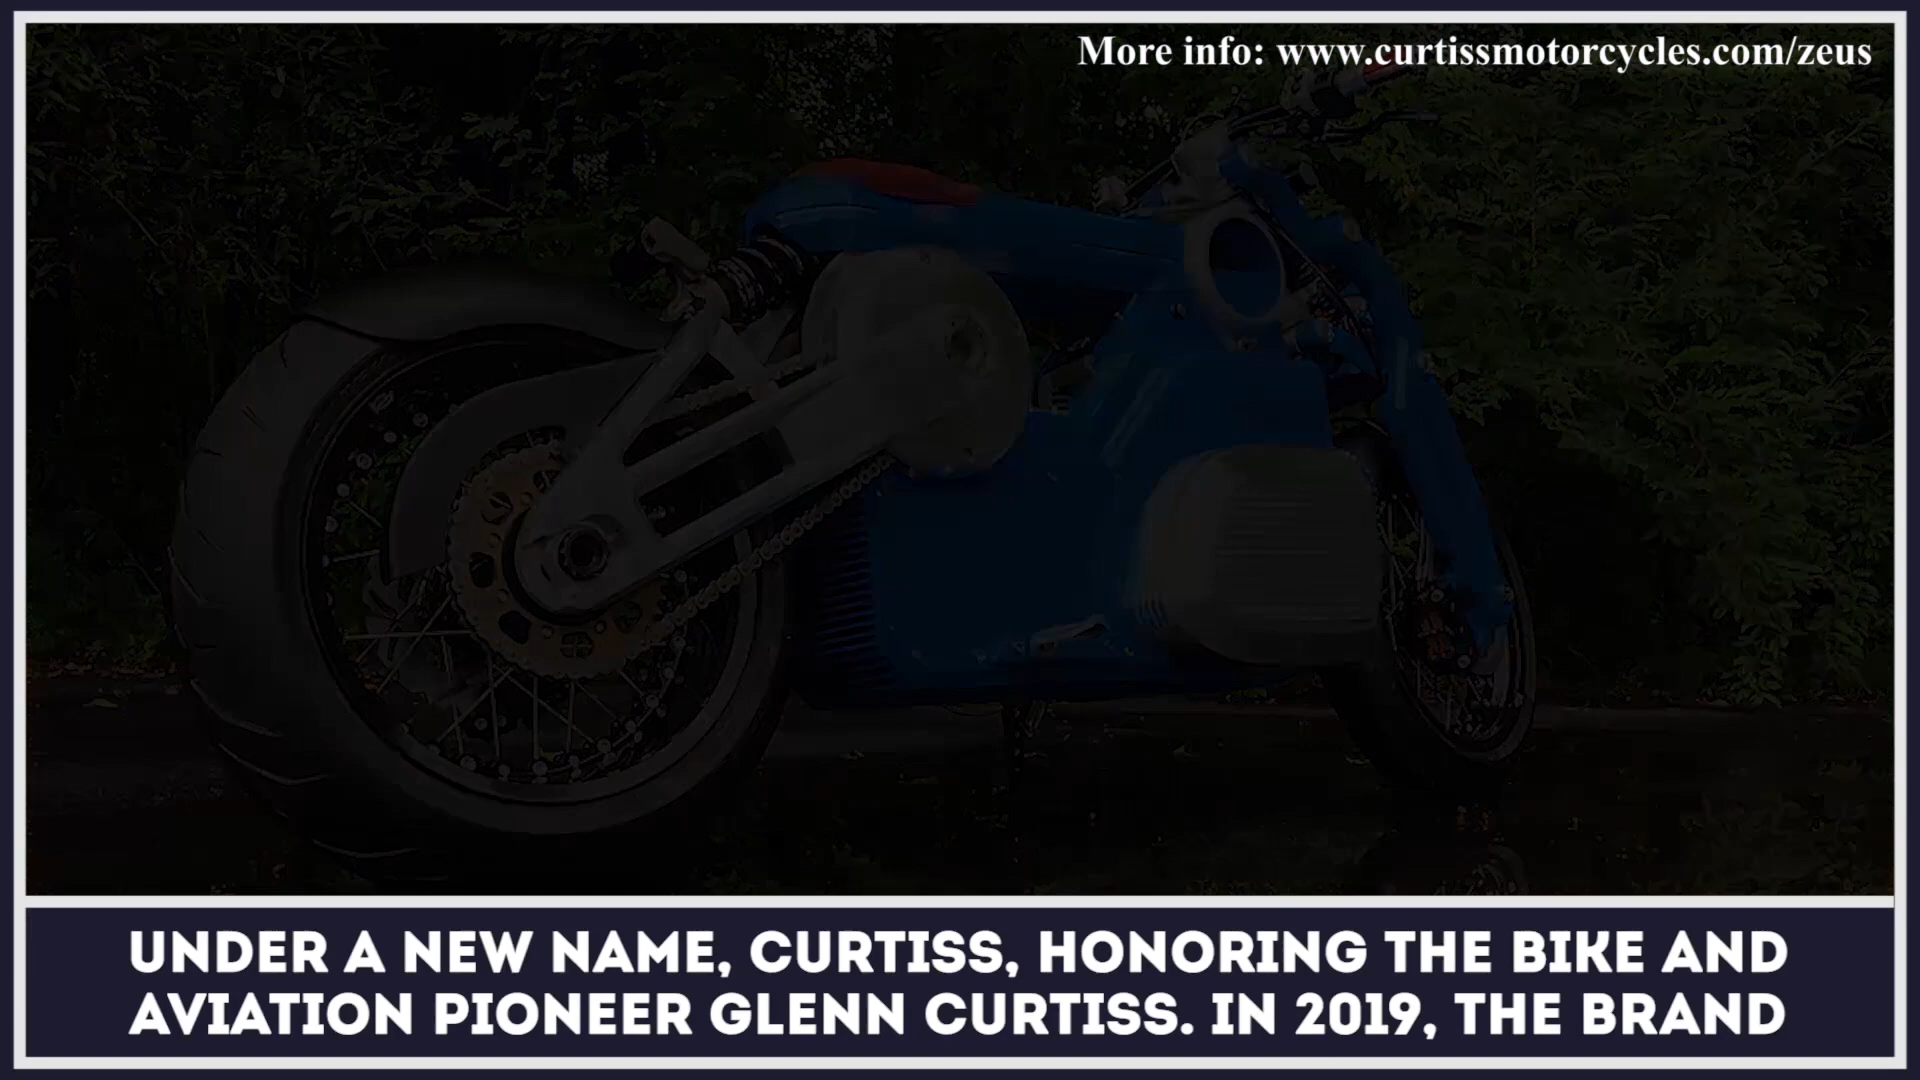 More info: www.curtissmotorcycles.com/zeus
UNDER A NEW NAME, CURTISS, HONORING THE BIKE AND
AVIATION PIONEER GLENN CURTISS. IN 2019, THE BRAND